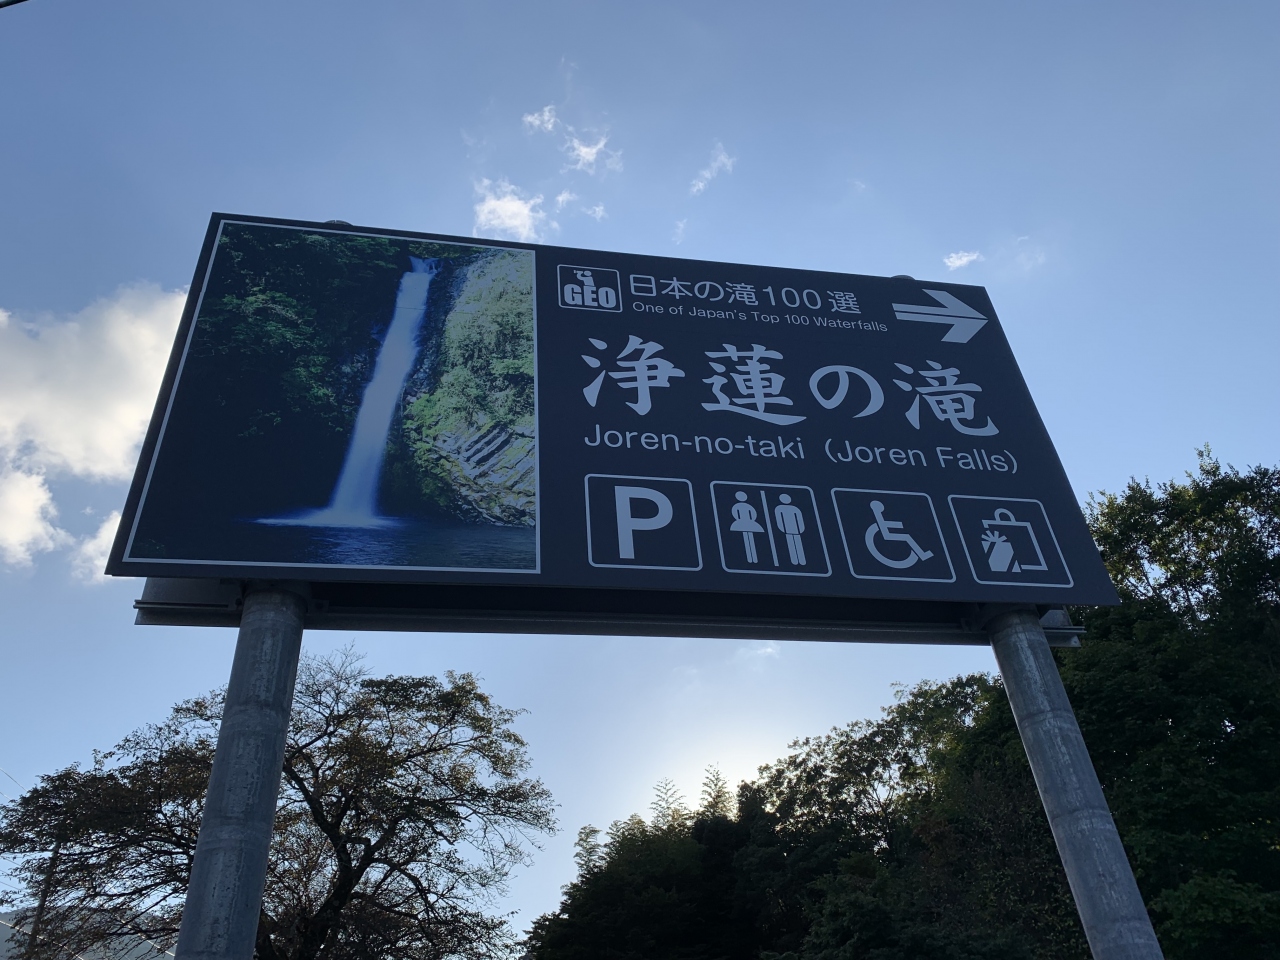 GEO
日本の滝100選
One of Japan's Top 100 Waterfalls
浄蓮の滝
Joren-no-taki (Joren Falls)
P